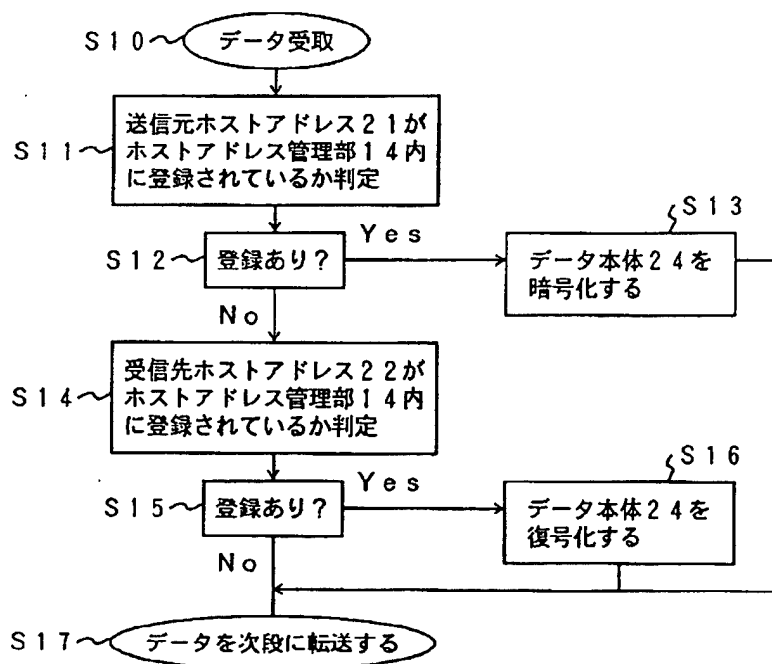 S10 データ受取
S11 送信元ホストアドレス21が
ホストアドレス管理部14内
に登録されているか判定
S12 登録あり？
Yes
S13
データ本体24を
暗号化する
No
S14 受信先ホストアドレス22が
ホストアドレス管理部14内
に登録されているか判定
S15 登録あり？
Yes
S16
データ本体24を
復号化する
No
S17 データを次段に転送する